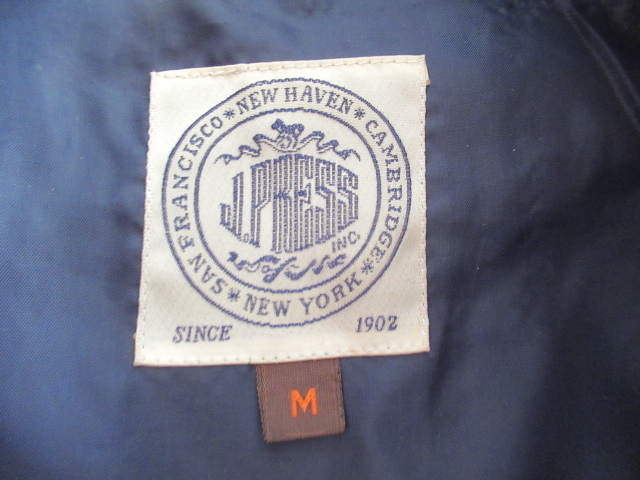 SAN FRANCISCO * NEW HAVEN * CAMBRIDGE * NEW YORK *
J. PRESS
INC.
SINCE 1902
M